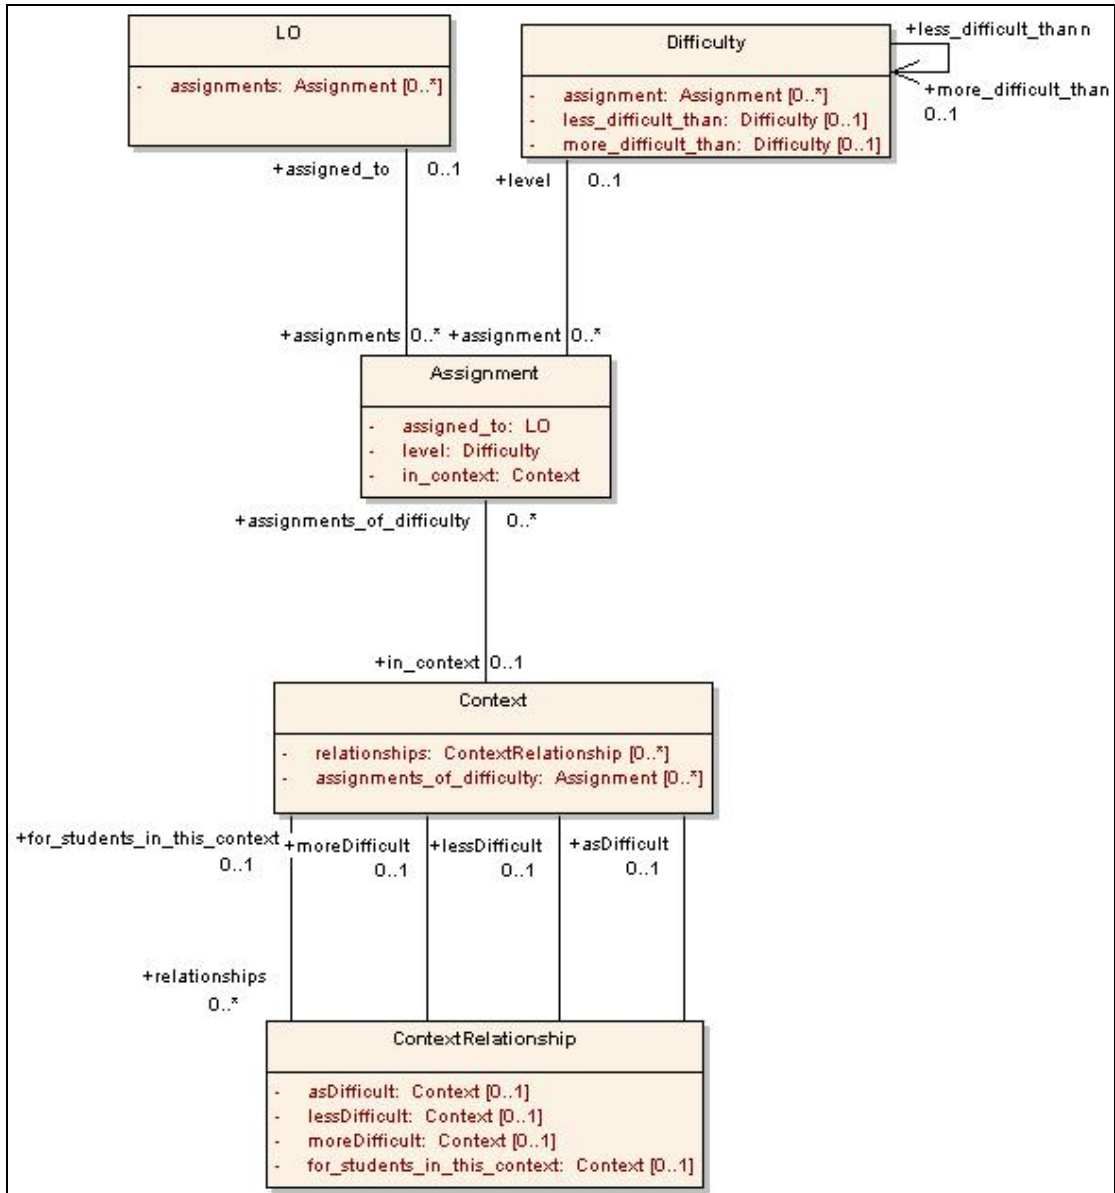 LO
- assignments: Assignment [0..*]
Difficulty
- assignment: Assignment [0..*]
- less_difficult_than: Difficulty [0..1]
- more_difficult_than: Difficulty [0..1]
+less_difficult_thann
+more_difficult_than
0..1
+assigned_to 0..1
+level 0..1
+assignments 0..* +assignment 0..*
Assignment
- assigned_to: LO
- level: Difficulty
- in_context: Context
+assignments_of_difficulty 0..*
+in_context 0..1
Context
- relationships: ContextRelationship [0..*]
- assignments_of_difficulty: Assignment [0..*]
+for_students_in_this_context
0..1
+moreDifficult
0..1
+lessDifficult
0..1
+asDifficult
0..1
+relationships
0..*
ContextRelationship
- asDifficult: Context [0..1]
- lessDifficult: Context [0..1]
- moreDifficult: Context [0..1]
- for_students_in_this_context: Context [0..1]